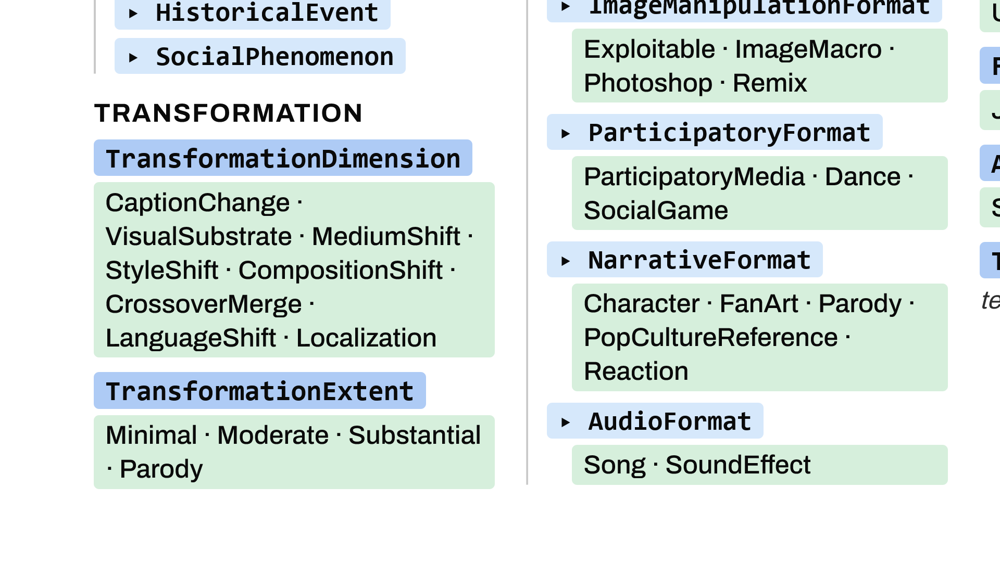 ▸ HistoricalEvent
▸ SocialPhenomenon
TRANSFORMATION
TransformationDimension
CaptionChange ·
VisualSubstrate · MediumShift ·
StyleShift · CompositionShift ·
CrossoverMerge ·
LanguageShift · Localization
TransformationExtent
Minimal · Moderate · Substantial
· Parody
▸ ImageManipulationFormat
Exploitable · ImageMacro ·
Photoshop · Remix
▸ ParticipatoryFormat
ParticipatoryMedia · Dance ·
SocialGame
▸ NarrativeFormat
Character · FanArt · Parody ·
PopCultureReference ·
Reaction
▸ AudioFormat
Song · SoundEffect